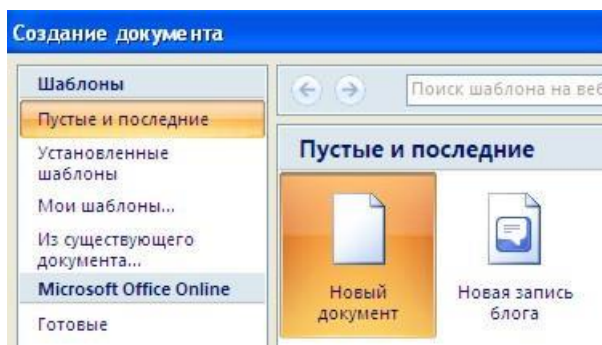 Создание документа
Шаблоны
Пустые и последние
Установленные
шаблоны
Мои шаблоны...
Из существующего
документа...
Microsoft Office Online
Готовые
Поиск шаблона на веб
Пустые и последние
Новый
документ
Новая запись
блога